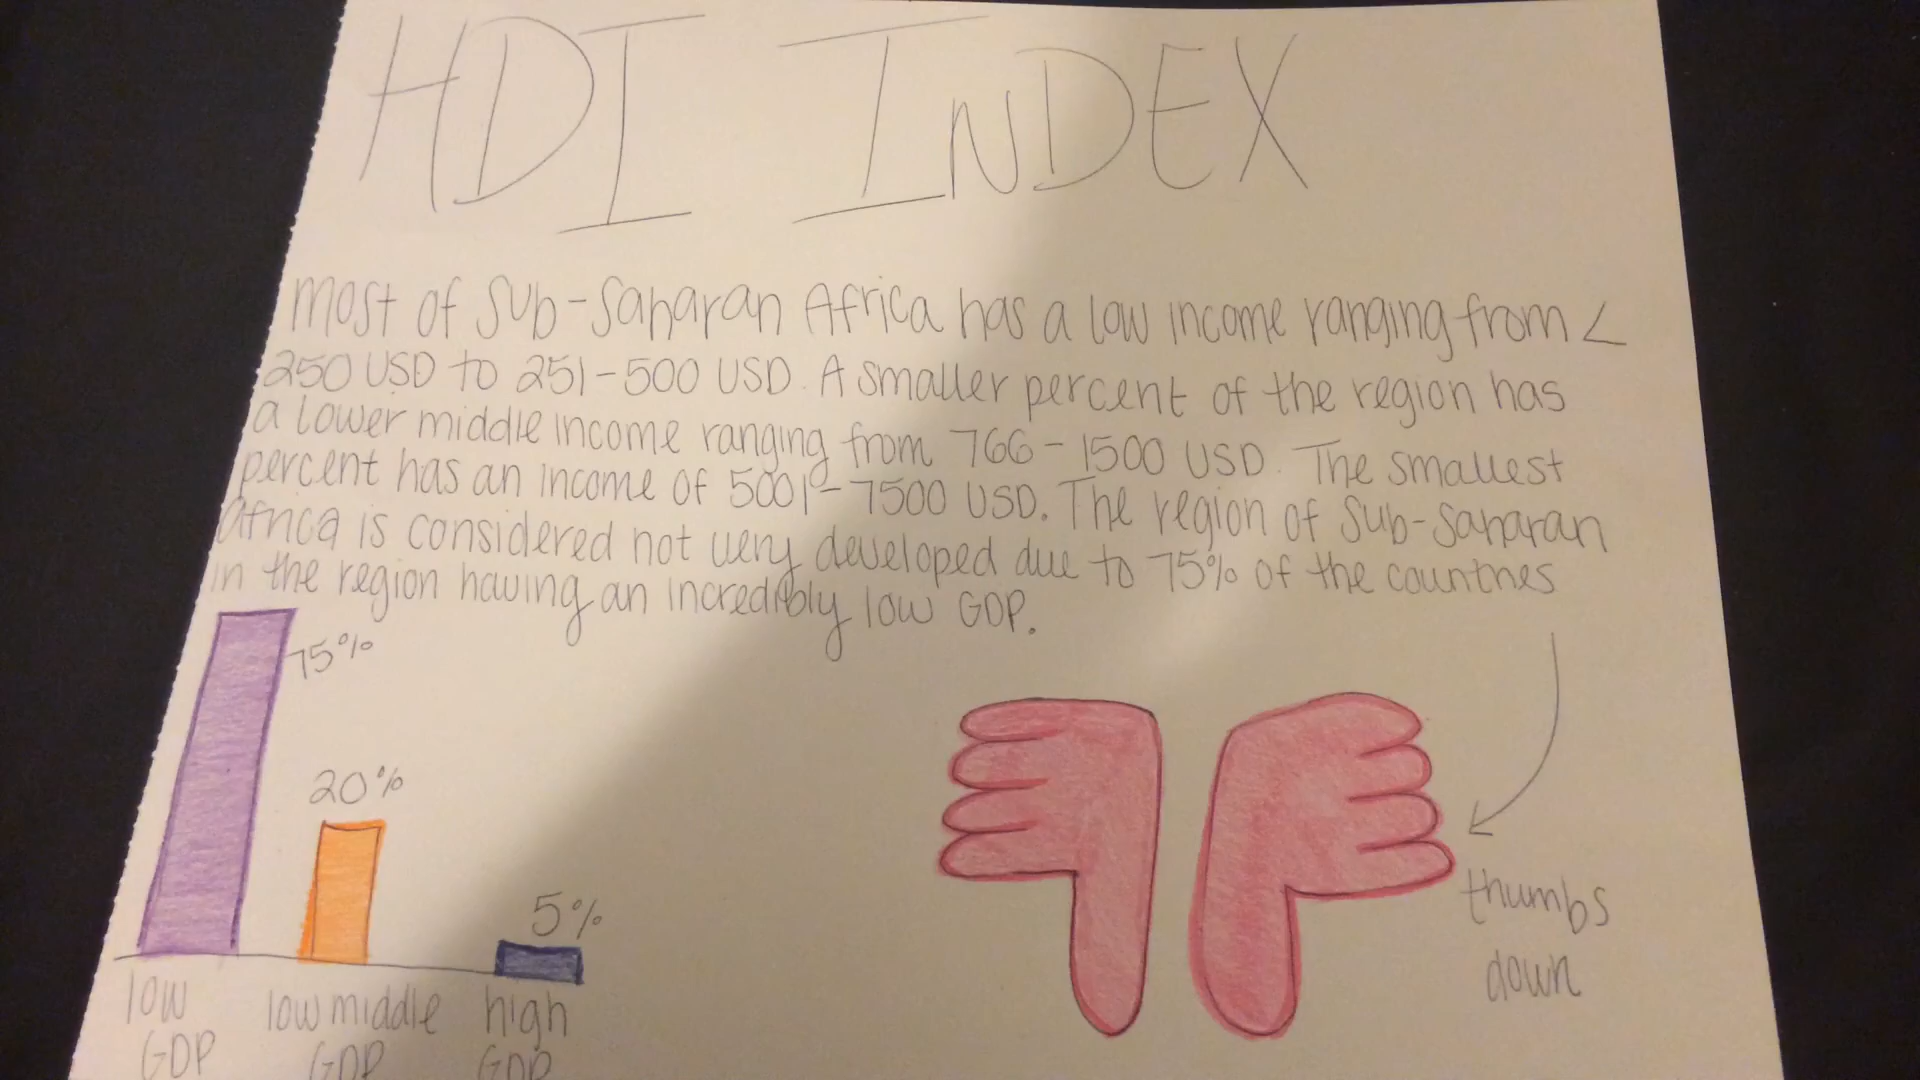 HDI INDEX
Most of Sub-Saharan Africa has a low income ranging from <
250 USD to 251-500 USD. A smaller percent of the region has
a lower middle income ranging from 766-1500 USD. The smallest
percent has an income of 5001-7500 USD. The region of Sub-Saharan
Africa is considered not very developed due to 75% of the countries
in the region having an incredibly low GDP.
75%
20%
5%
low
GDP
low middle
GDP
high
GDP
thumbs
down